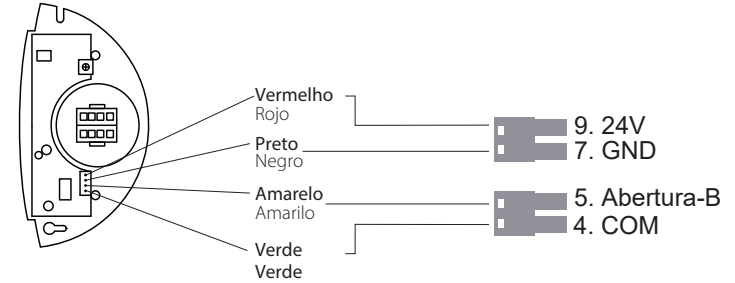 Vermelho
Rojo
9. 24V
Preto
Negro
7. GND
Amarelo
Amarilo
5. Abertura-B
4. COM
Verde
Verde